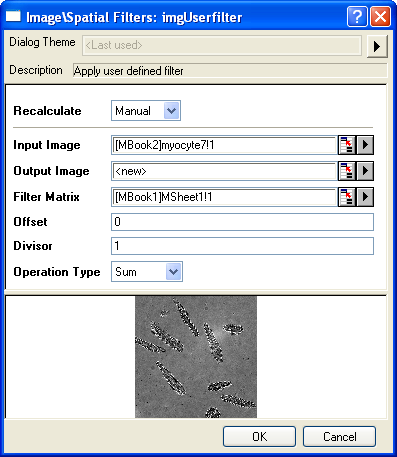 Image\Spatial Filters: imgUserfilter
Dialog Theme <Last used>
Description Apply user defined filter
Recalculate Manual
Input Image [MBook2]myocyte7!1
Output Image <new>
Filter Matrix [MBook1]MSheet1!1
Offset 0
Divisor 1
Operation Type Sum
OK Cancel